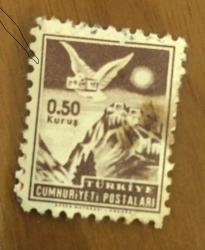 0.50
Kuruş
TÜRKİYE
CUMHURİYETİ POSTALARI